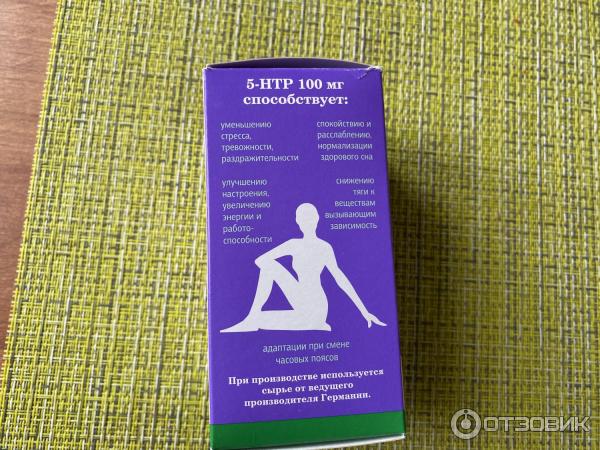 5-HTP 100 мг
способствует:
уменьшению
стресса,
тревожности,
раздражительности
спокойствию и
расслаблению,
нормализации
здорового сна
улучшению
настроения,
увеличению
энергии и
работо-
способности
снижению
тяги к
веществам
вызывающим
зависимость
адаптации при смене
часовых поясов
При производстве используется
сырье от ведущего
производителя Германии.
ОТЗОВИК